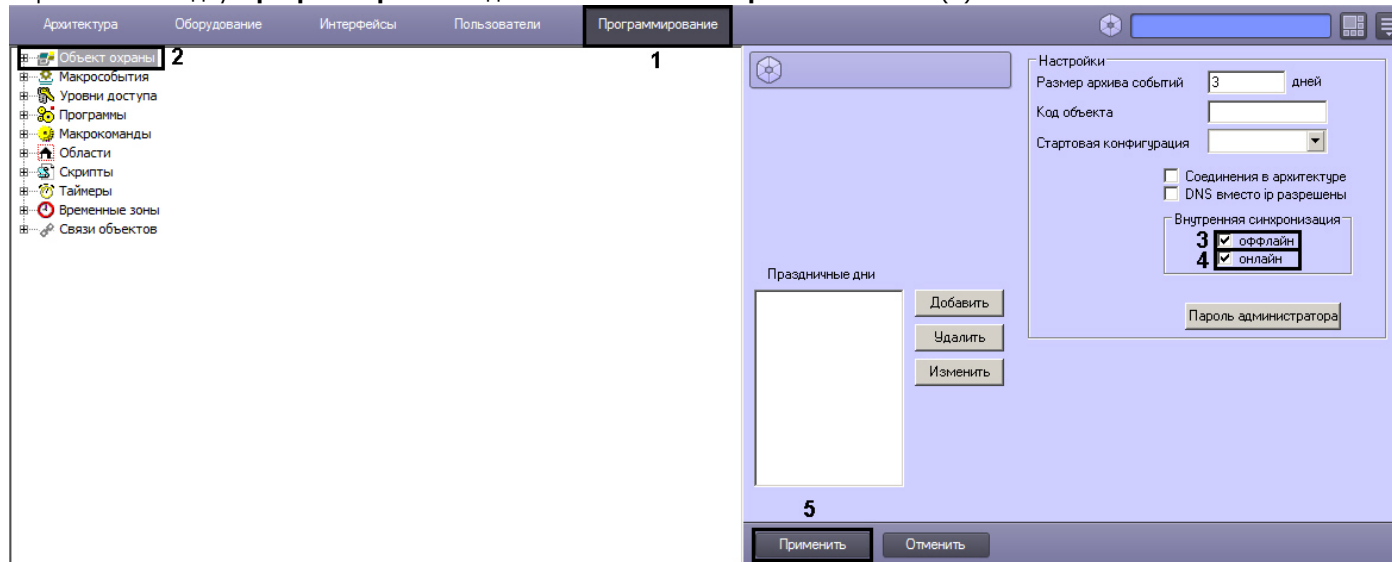 Архитектура Оборудование Интерфейсы Пользователи Программирование
1
Объект охраны 2
Макрособытия
Уровни доступа
Программы
Макрокоманды
Области
Скрипты
Таймеры
Временные зоны
Связи объектов
Настройки
Размер архива событий 3 дней
Код объекта
Стартовая конфигурация
Соединения в архитектуре
DNS вместо ip разрешены
Внутренняя синхронизация
3 оффлайн
4 онлайн
Пароль администратора
Праздничные дни
Добавить
Удалить
Изменить
5
Применить Отменить